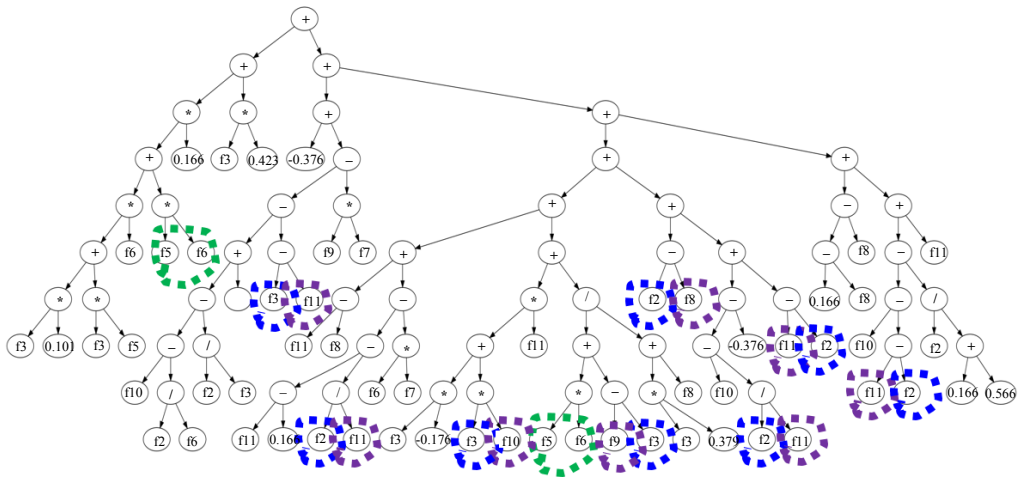 +
+ +
* * + +
+ 0.166 f3 0.423 -0.376 − + +
* * − * + + − +
+ f6 f5 f6 + − f9 f7 + + − + − f8 − f11
* * − f3 f11 − − * / f2 f8 − − 0.166 f8 − /
f3 0.101 f3 f5 − / f11 f8 − * + f11 + + − -0.376 f11 f2 f10 − f2 +
f10 / f2 f3 − / f6 f7 * * * − * f8 f10 / f11 f2 0.166 0.566
f2 f6 f11 0.166 f2 f11 f3 -0.176 f3 f10 f5 f6 f9 f3 f3 0.379 f2 f11